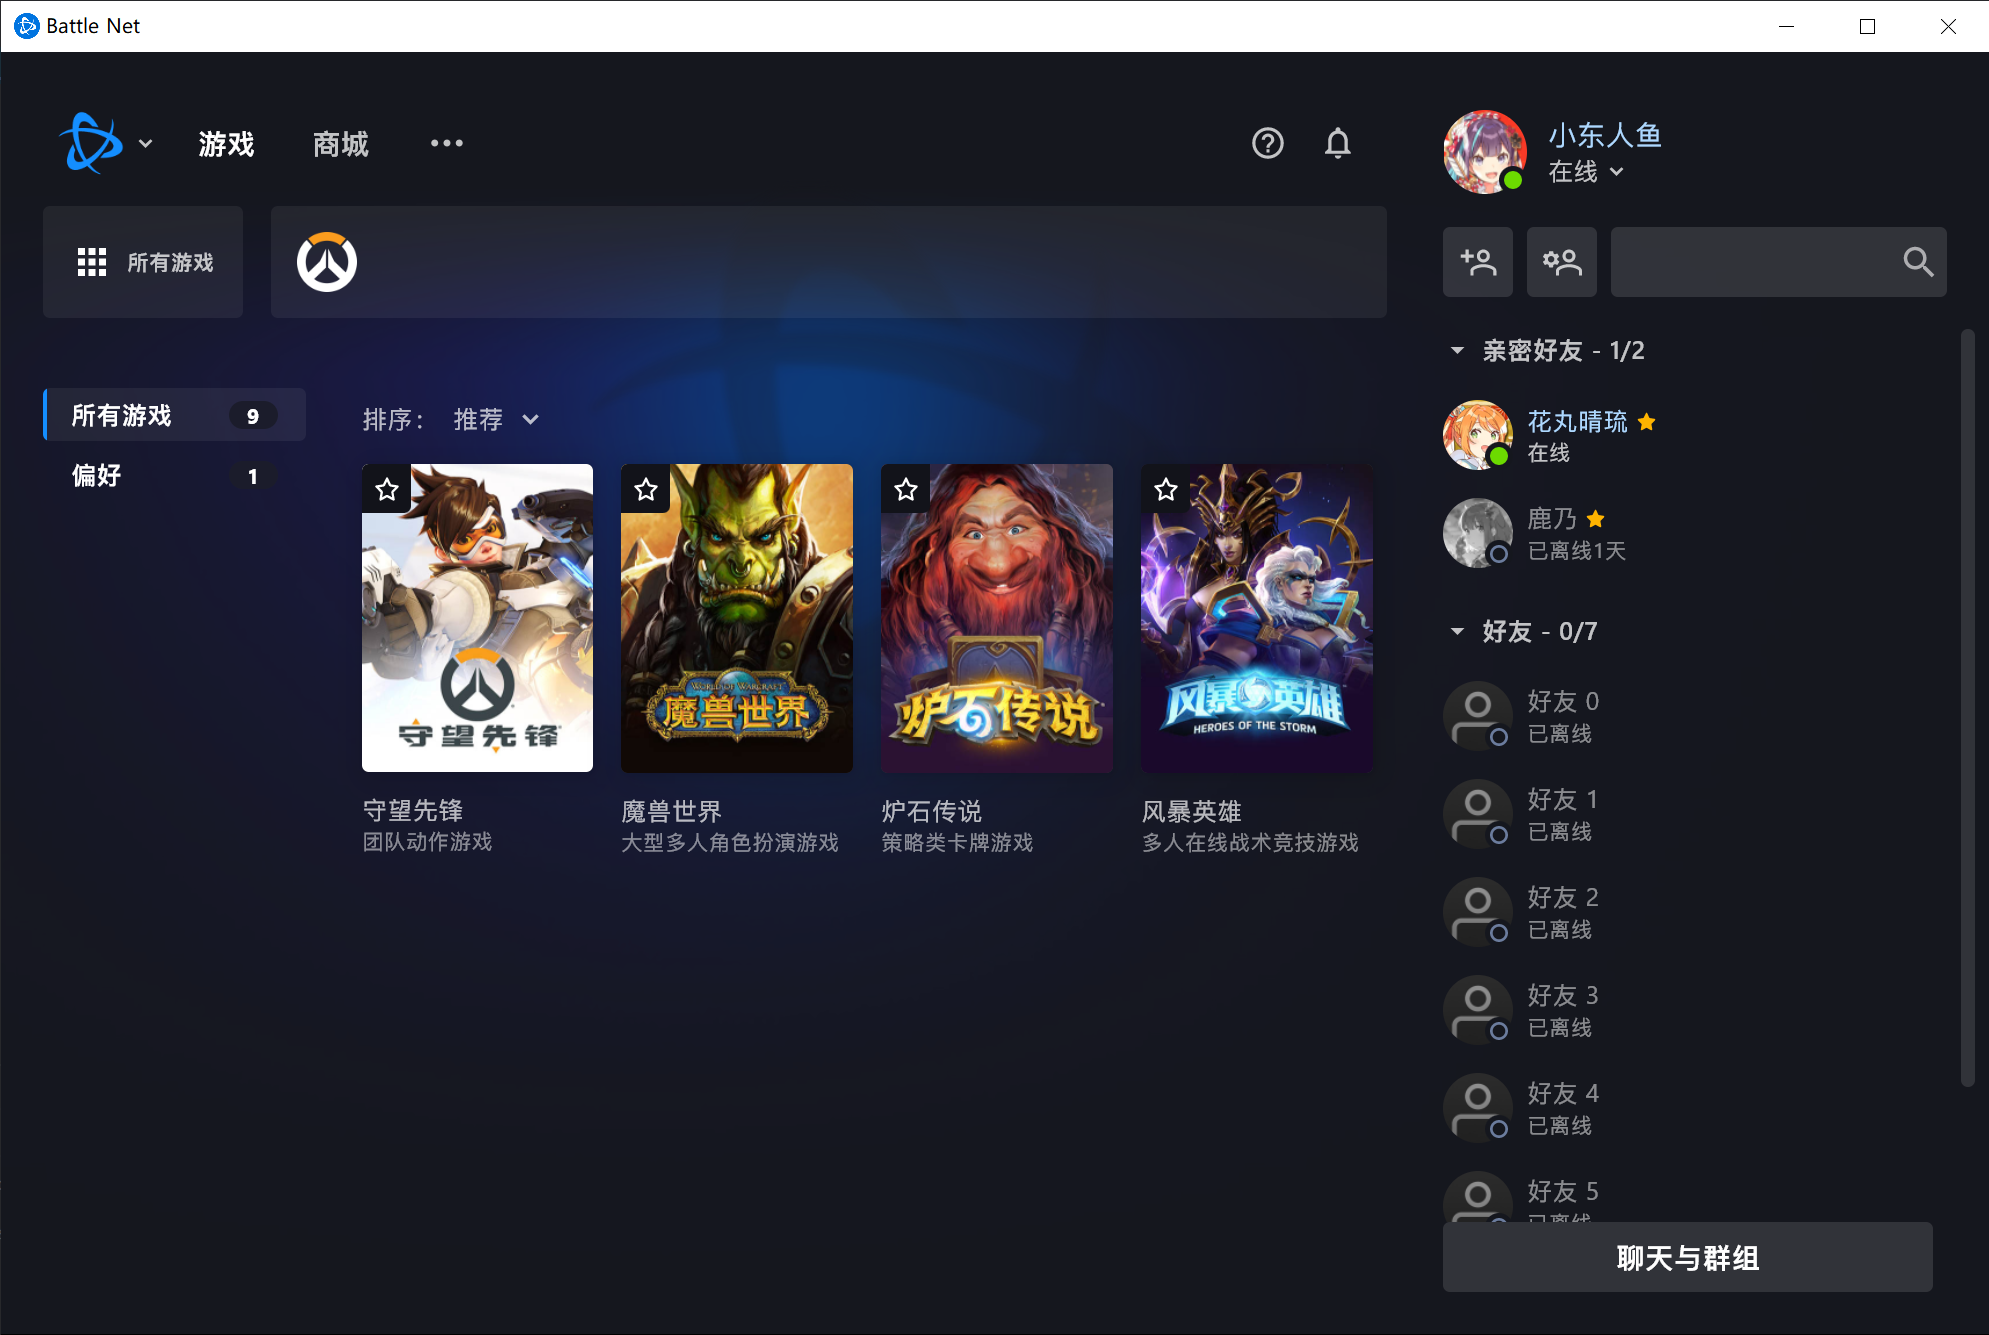 Battle Net
游戏
商城
小东人鱼
在线
所有游戏
亲密好友 - 1/2
所有游戏 9
偏好 1
排序： 推荐
花丸晴琉
在线
鹿乃
已离线1天
好友 - 0/7
守望先锋
WORLD OF WARCRAFT
魔兽世界
炉石传说
风暴英雄
HEROES OF THE STORM
守望先锋
团队动作游戏
魔兽世界
大型多人角色扮演游戏
炉石传说
策略类卡牌游戏
风暴英雄
多人在线战术竞技游戏
好友 0
已离线
好友 1
已离线
好友 2
已离线
好友 3
已离线
好友 4
已离线
好友 5
已离线
聊天与群组